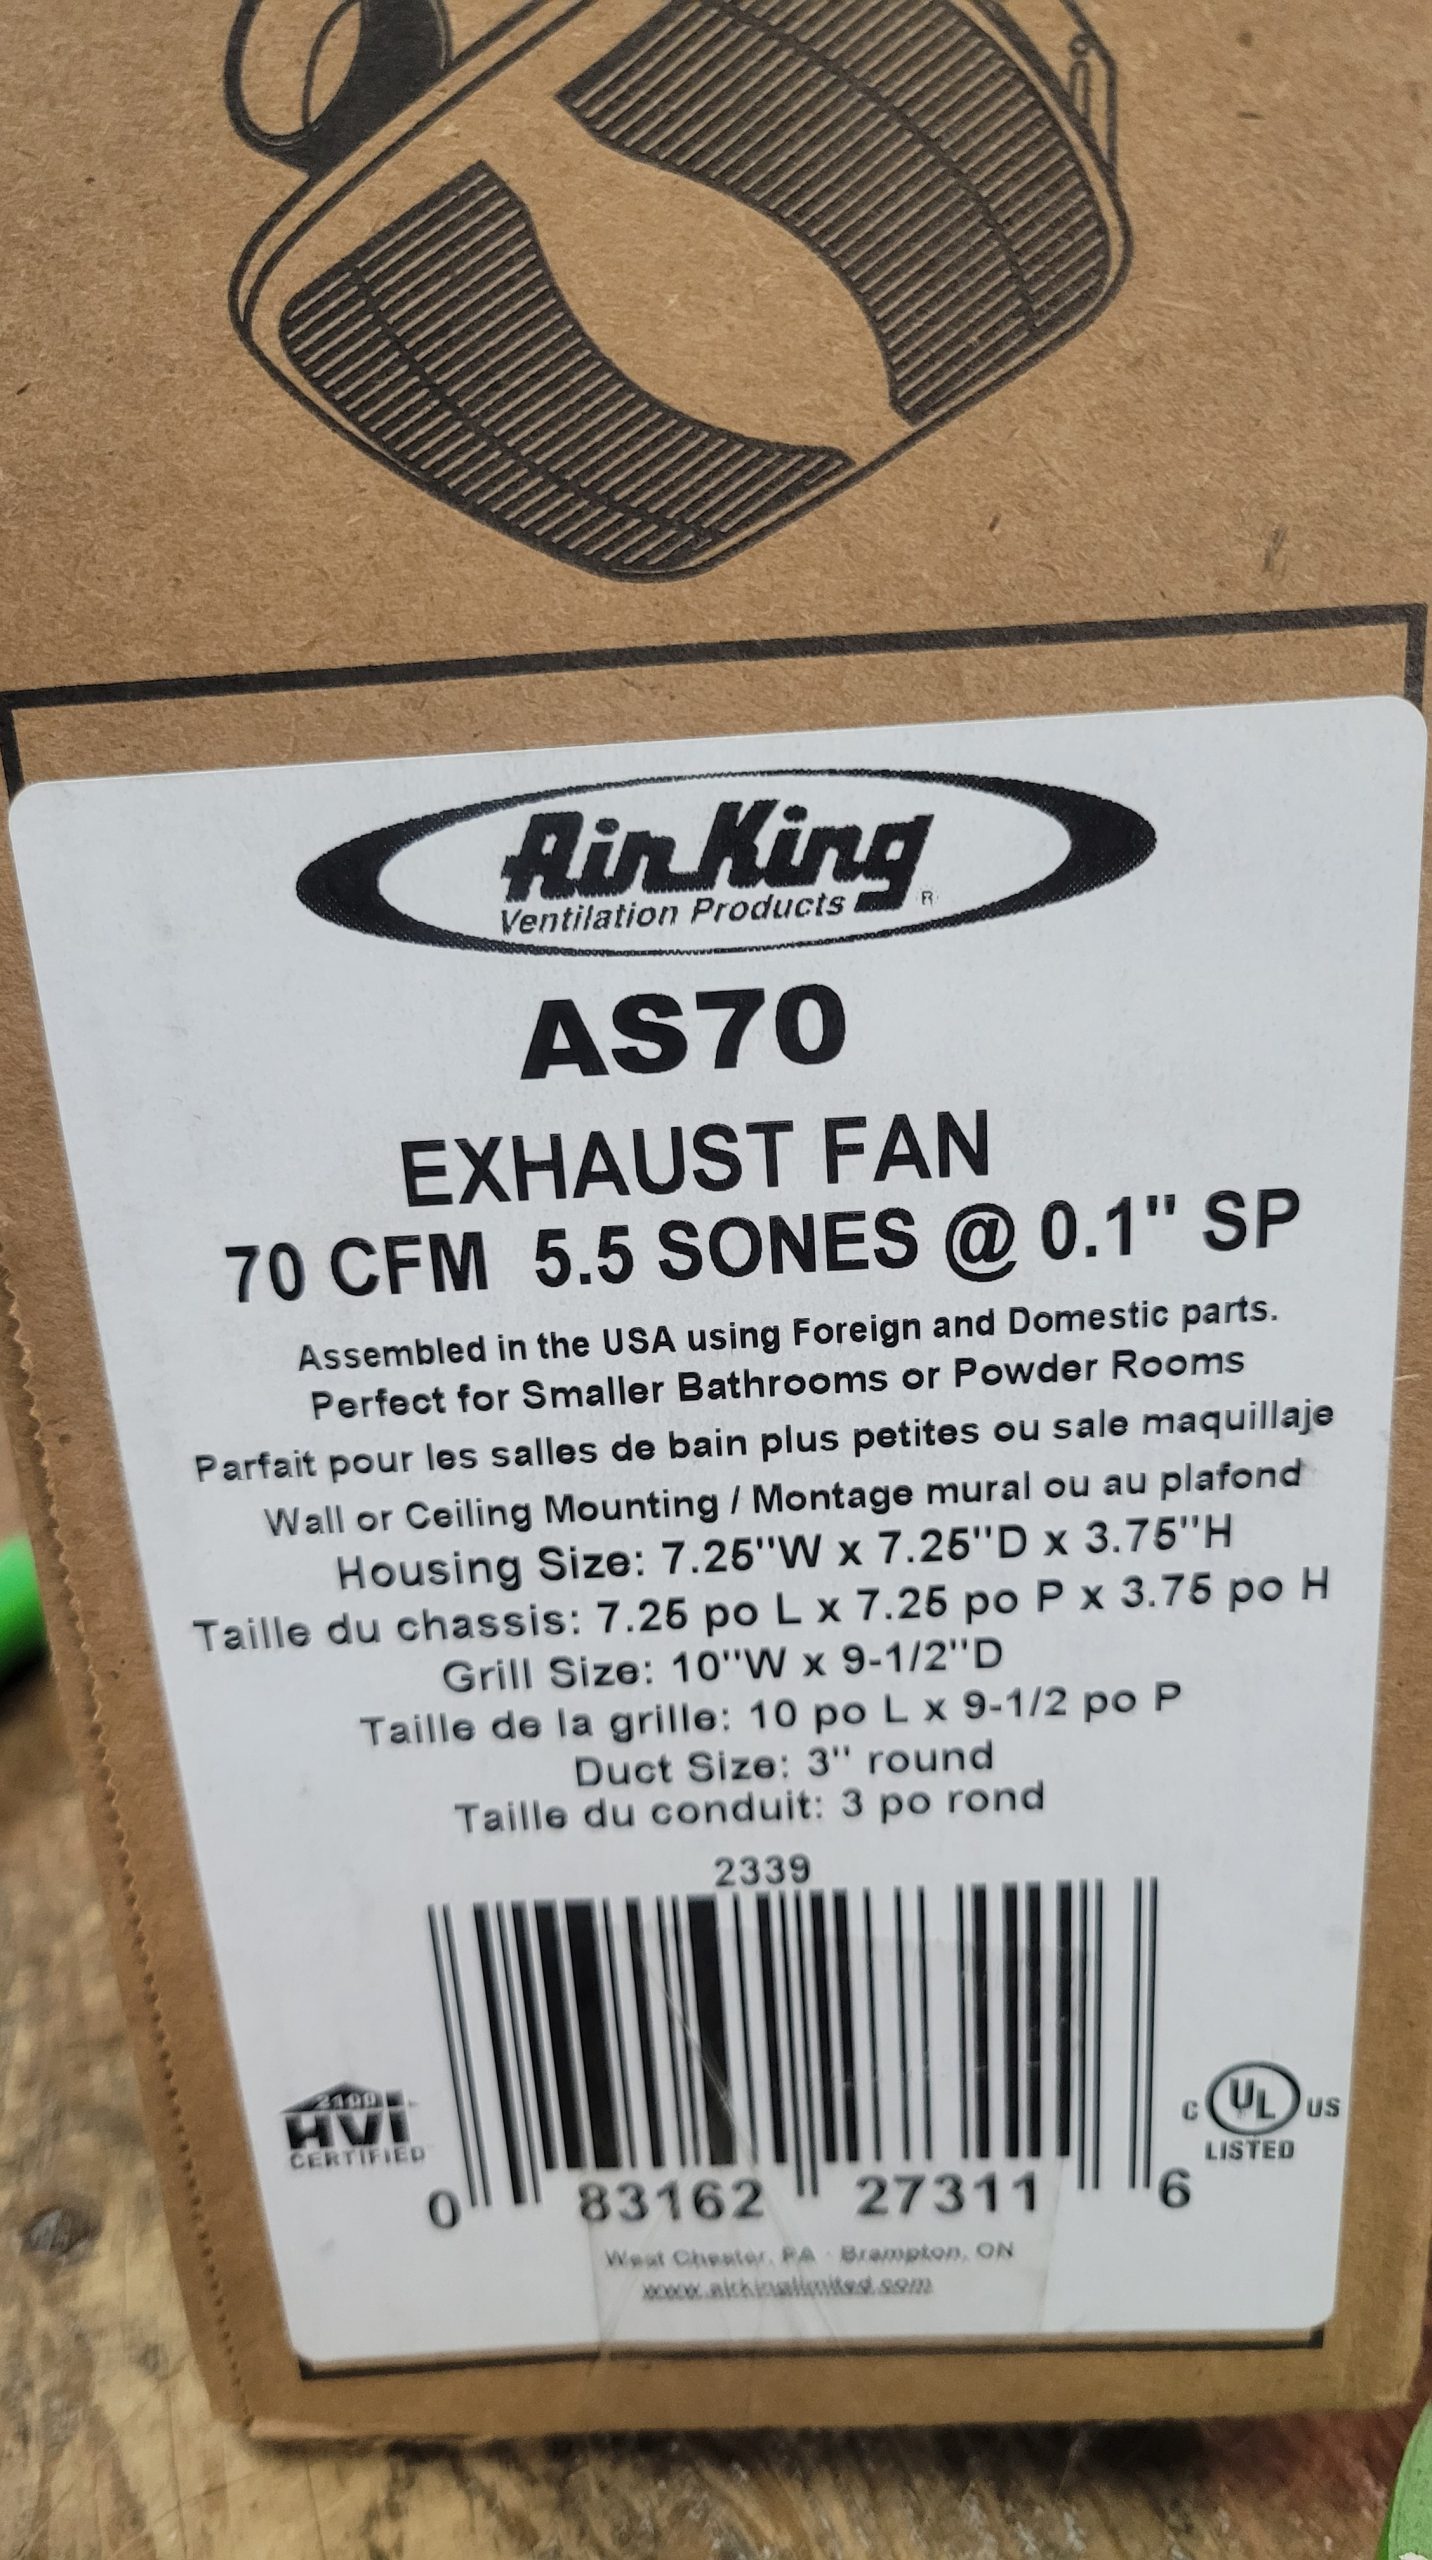 Air King
Ventilation Products R
AS70
EXHAUST FAN
70 CFM 5.5 SONES @ 0.1" SP
Assembled in the USA using Foreign and Domestic parts.
Perfect for Smaller Bathrooms or Powder Rooms
Parfait pour les salles de bain plus petites ou sale maquillaje
Wall or Ceiling Mounting / Montage mural ou au plafond
Housing Size: 7.25"W x 7.25"D x 3.75"H
Taille du chassis: 7.25 po L x 7.25 po P x 3.75 po H
Grill Size: 10"W x 9-1/2"D
Taille de la grille: 10 po L x 9-1/2 po P
Duct Size: 3" round
Taille du conduit: 3 po rond
2339
2100
HVI
CERTIFIED
C UL US
LISTED
0 83162 27311 6
West Chester, PA · Brampton, ON
www.airkinglimited.com